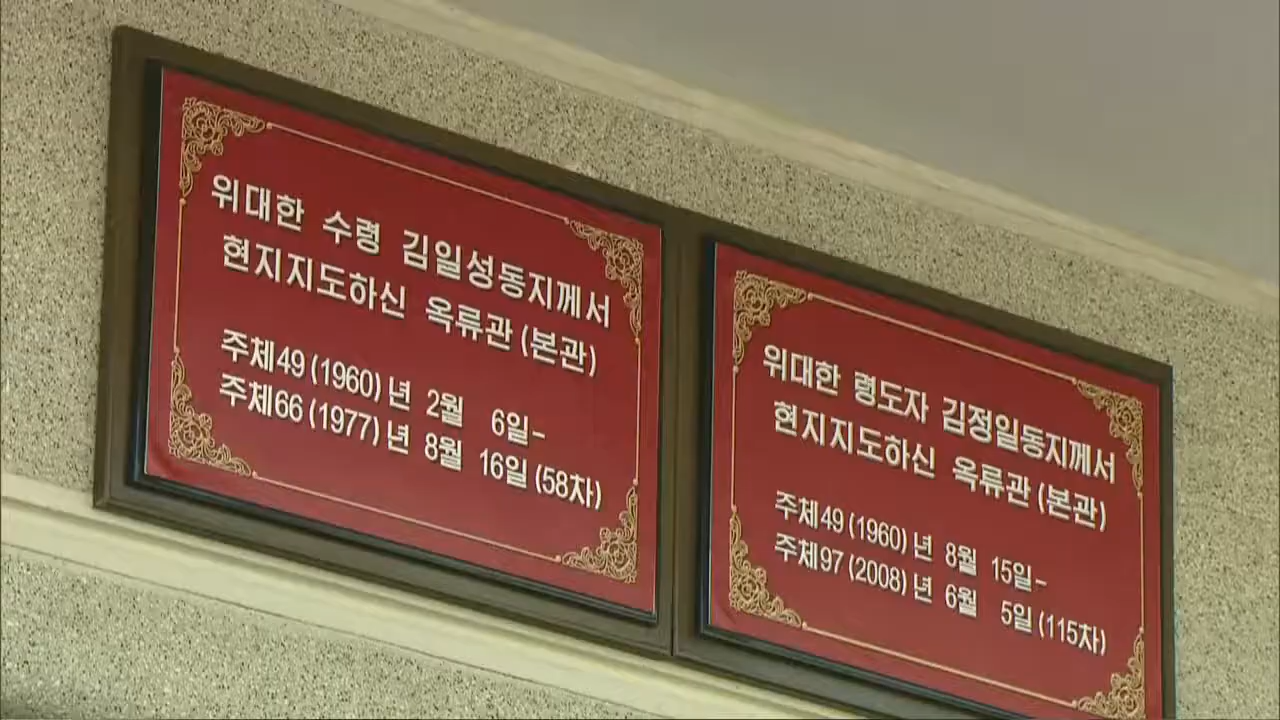 위대한 수령 김일성동지께서
현지지도하신 옥류관(본관)
주체49(1960)년 2월 6일-
주체66(1977)년 8월 16일(58차)
위대한 령도자 김정일동지께서
현지지도하신 옥류관(본관)
주체49(1960)년 8월 15일-
주체97(2008)년 6월 5일(115차)